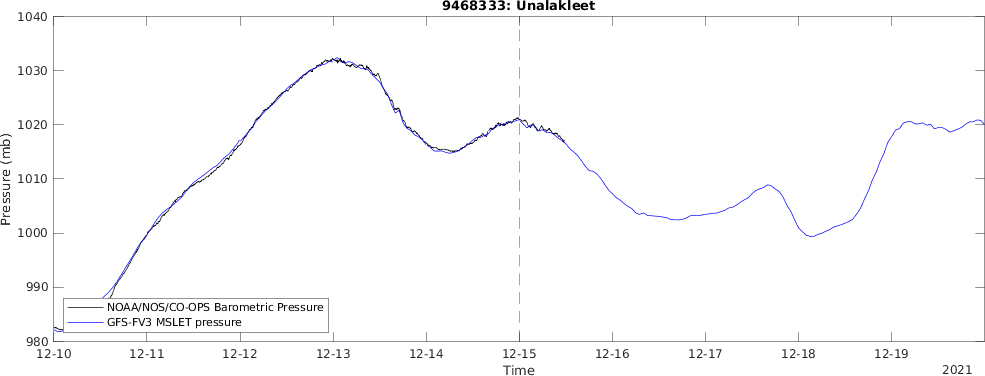 9468333: Unalakleet
Pressure (mb)
1040
1030
1020
1010
1000
990
980
NOAA/NOS/CO-OPS Barometric Pressure
GFS-FV3 MSLET pressure
12-10 12-11 12-12 12-13 12-14 12-15 12-16 12-17 12-18 12-19
Time
2021